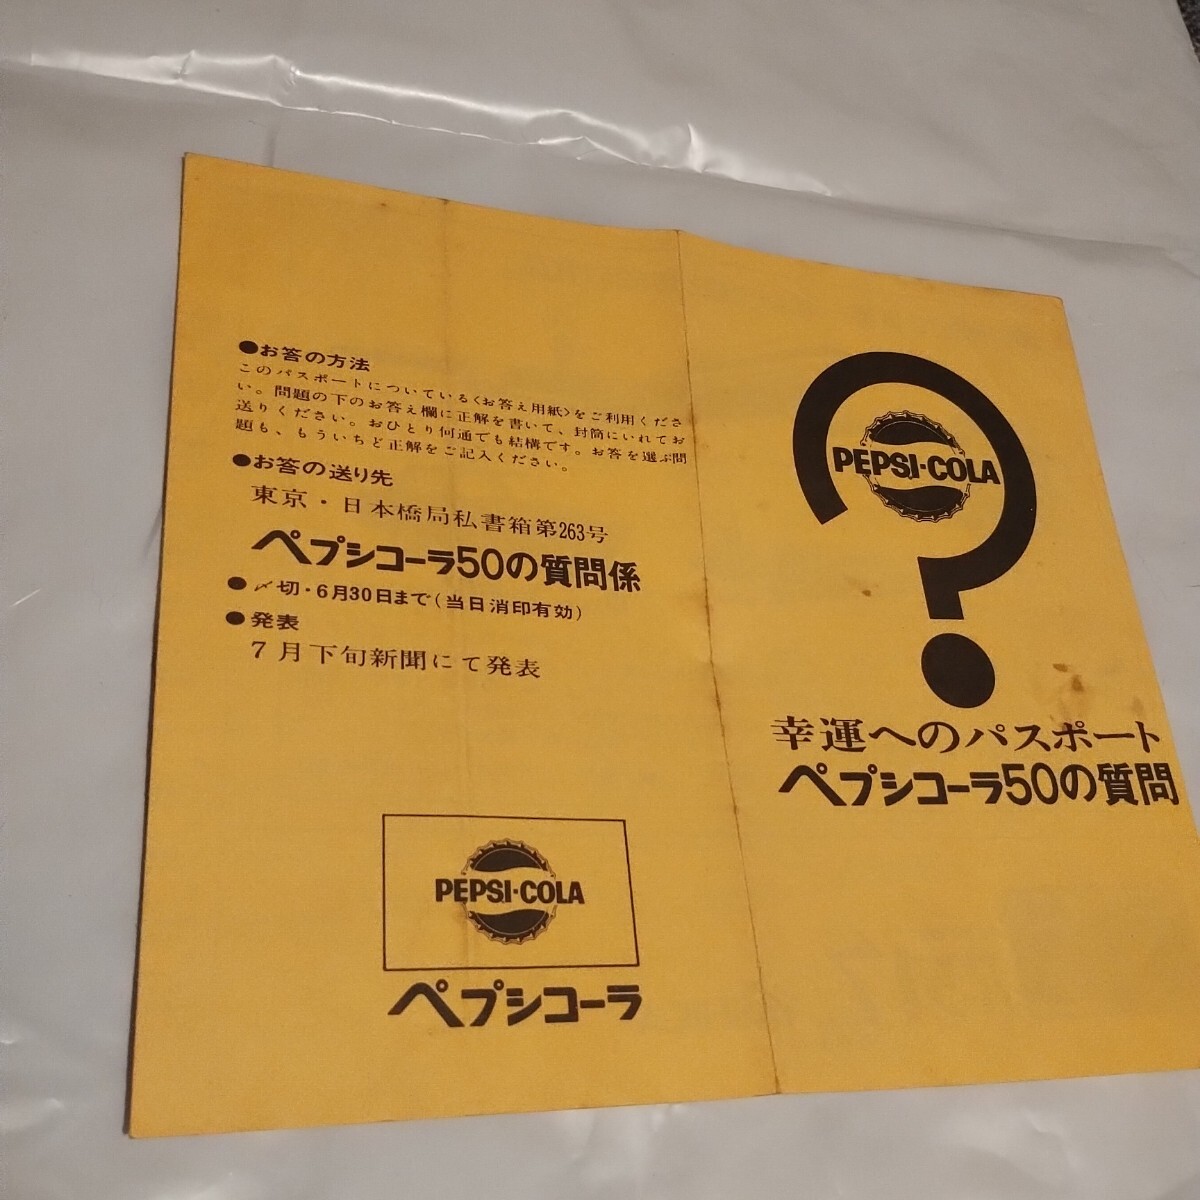 ●お答の方法
このパスポートについている<お答え用紙>をご利用くださ
い。問題の下のお答え欄に正解を書いて、封筒にいれてお
送りください。おひとり何通でも結構です。お答を選ぶ問
題も、もういちど正解をご記入ください。
●お答の送り先
東京・日本橋局私書箱第263号
ペプシコーラ50の質問係
●〆切・6月30日まで(当日消印有効)
●発表
7月下旬新聞にて発表
PEPSI・COLA
ペプシコーラ
?
PEPSI・COLA
幸運へのパスポート
ペプシコーラ50の質問